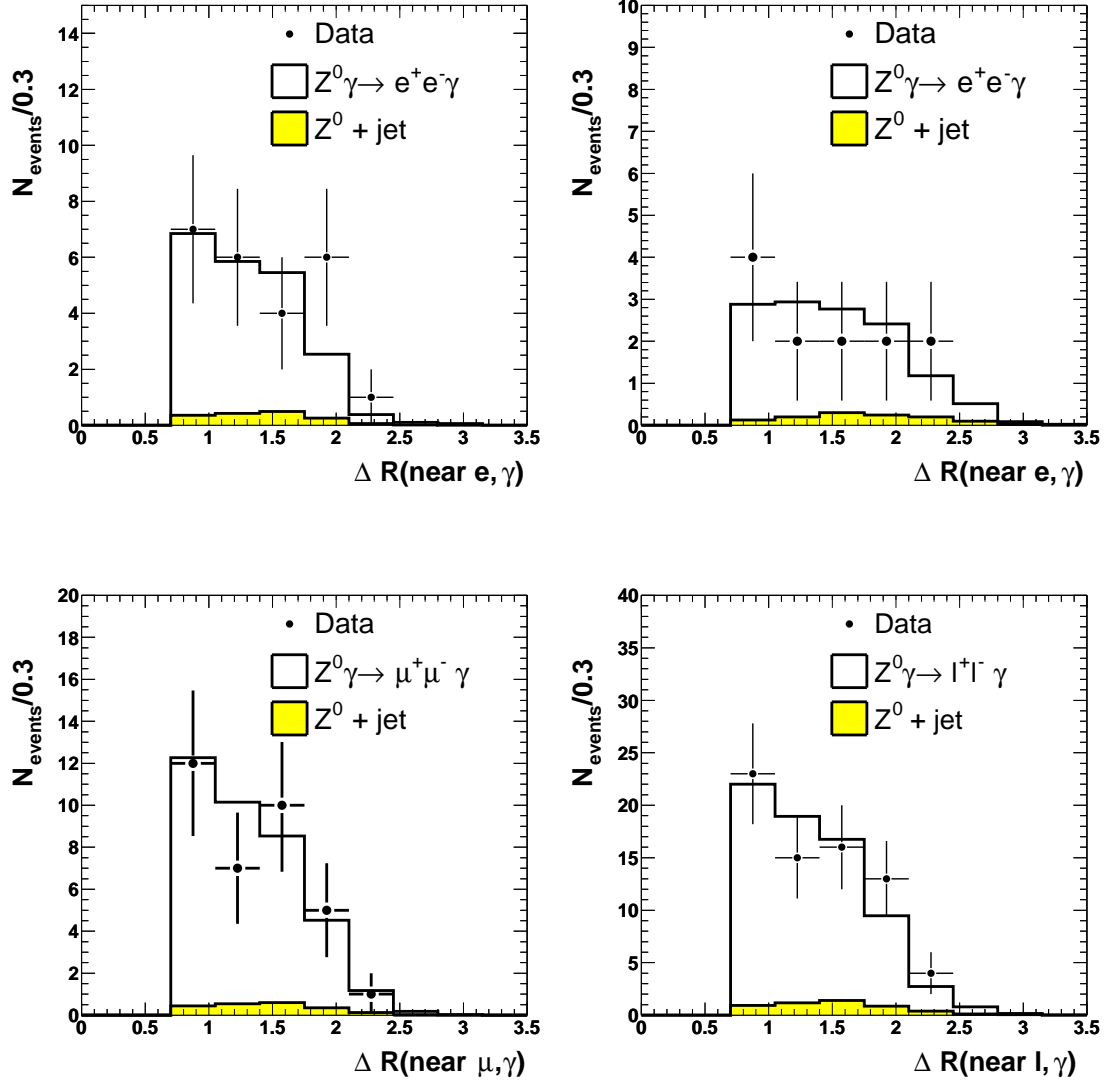 N_events/0.3
14
12
10
8
6
4
2
0
Data
Z⁰γ→ e⁺e⁻γ
Z⁰ + jet
0 0.5 1 1.5 2 2.5 3 3.5
Δ R(near e, γ)
N_events/0.3
10
9
8
7
6
5
4
3
2
1
0
Data
Z⁰γ→ e⁺e⁻γ
Z⁰ + jet
0 0.5 1 1.5 2 2.5 3 3.5
Δ R(near e, γ)
N_events/0.3
20
18
16
14
12
10
8
6
4
2
0
Data
Z⁰γ→ μ⁺μ⁻ γ
Z⁰ + jet
0 0.5 1 1.5 2 2.5 3 3.5
Δ R(near μ,γ)
N_events/0.3
40
35
30
25
20
15
10
5
0
Data
Z⁰γ→ l⁺l⁻ γ
Z⁰ + jet
0 0.5 1 1.5 2 2.5 3 3.5
Δ R(near l, γ)